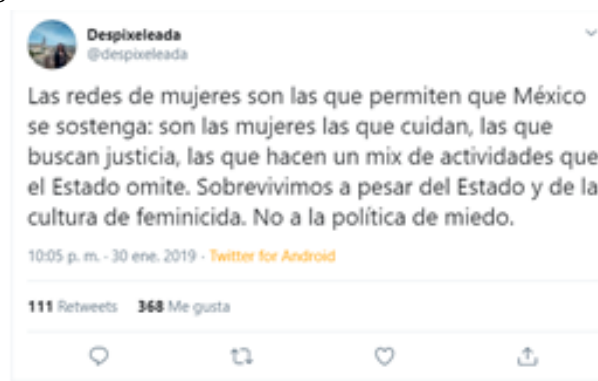 Despixeleada
@despixeleada
Las redes de mujeres son las que permiten que México
se sostenga: son las mujeres las que cuidan, las que
buscan justicia, las que hacen un mix de actividades que
el Estado omite. Sobrevivimos a pesar del Estado y de la
cultura de feminicida. No a la política de miedo.
10:05 p. m. - 30 ene. 2019 - Twitter for Android
111 Retweets 368 Me gusta